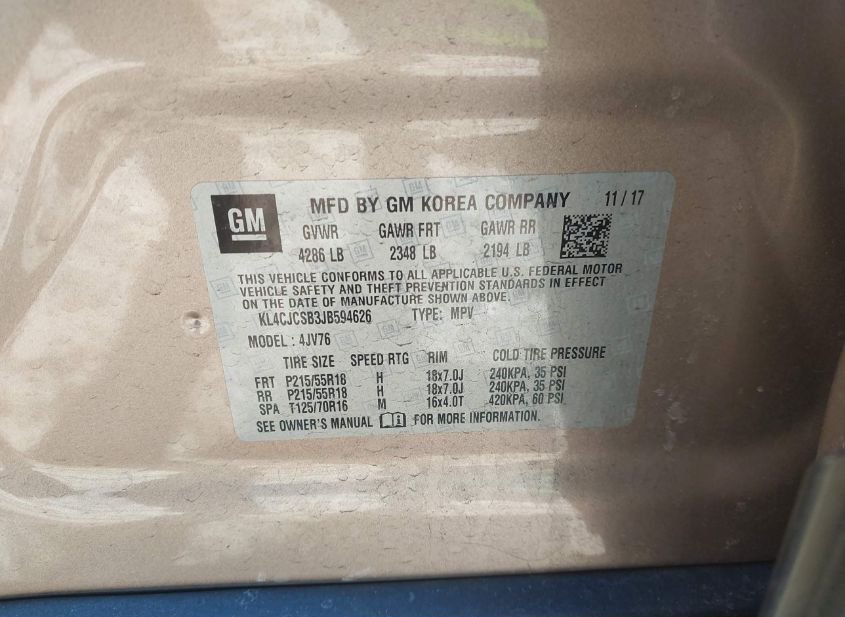 GM MFD BY GM KOREA COMPANY 11 / 17
GVWR GAWR FRT GAWR RR
4286 LB 2348 LB 2194 LB
THIS VEHICLE CONFORMS TO ALL APPLICABLE U.S. FEDERAL MOTOR
VEHICLE SAFETY AND THEFT PREVENTION STANDARDS IN EFFECT
ON THE DATE OF MANUFACTURE SHOWN ABOVE.
KL4CJCSB3JB594626 TYPE: MPV
MODEL : 4JV76
TIRE SIZE SPEED RTG RIM COLD TIRE PRESSURE
FRT P215/55R18 H 18x7.0J 240KPA, 35 PSI
RR P215/55R18 H 18x7.0J 240KPA, 35 PSI
SPA T125/70R16 M 16x4.0T 420KPA, 60 PSI
SEE OWNER'S MANUAL FOR MORE INFORMATION.